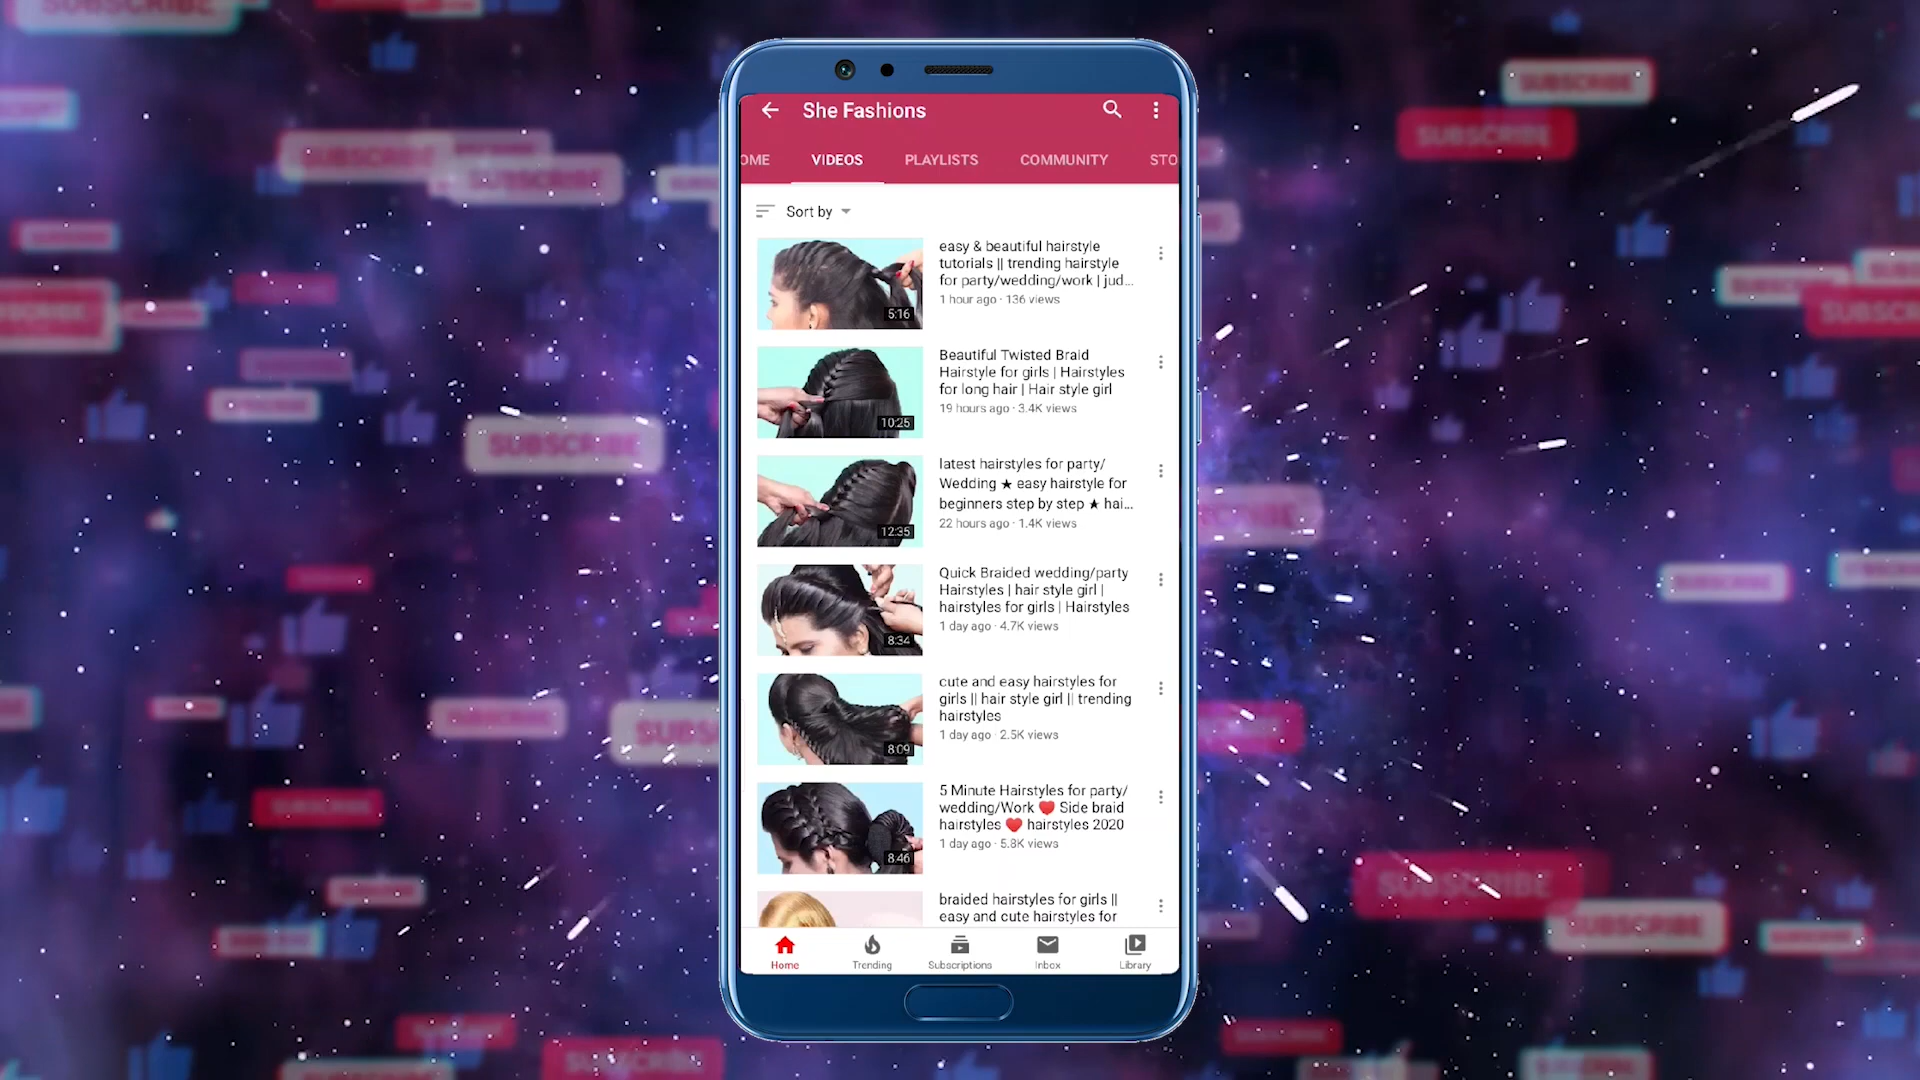 She Fashions
OME VIDEOS PLAYLISTS COMMUNITY STO
Sort by
easy & beautiful hairstyle
tutorials || trending hairstyle
for party/wedding/work | jud...
1 hour ago · 136 views
5:16
Beautiful Twisted Braid
Hairstyle for girls | Hairstyles
for long hair | Hair style girl
19 hours ago · 3.4K views
10:25
latest hairstyles for party/
Wedding ★ easy hairstyle for
beginners step by step ★ hai...
22 hours ago · 1.4K views
12:35
Quick Braided wedding/party
Hairstyles | hair style girl |
hairstyles for girls | Hairstyles
1 day ago · 4.7K views
8:34
cute and easy hairstyles for
girls || hair style girl || trending
hairstyles
1 day ago · 2.5K views
8:09
5 Minute Hairstyles for party/
wedding/Work ♥ Side braid
hairstyles ♥ hairstyles 2020
1 day ago · 5.8K views
8:46
braided hairstyles for girls ||
easy and cute hairstyles for
Home Trending Subscriptions Inbox Library
SUBSCRIBE
SUBSCRIBE
SUBSCRIBE
SUBSCRIBE
SUBSCRIBE